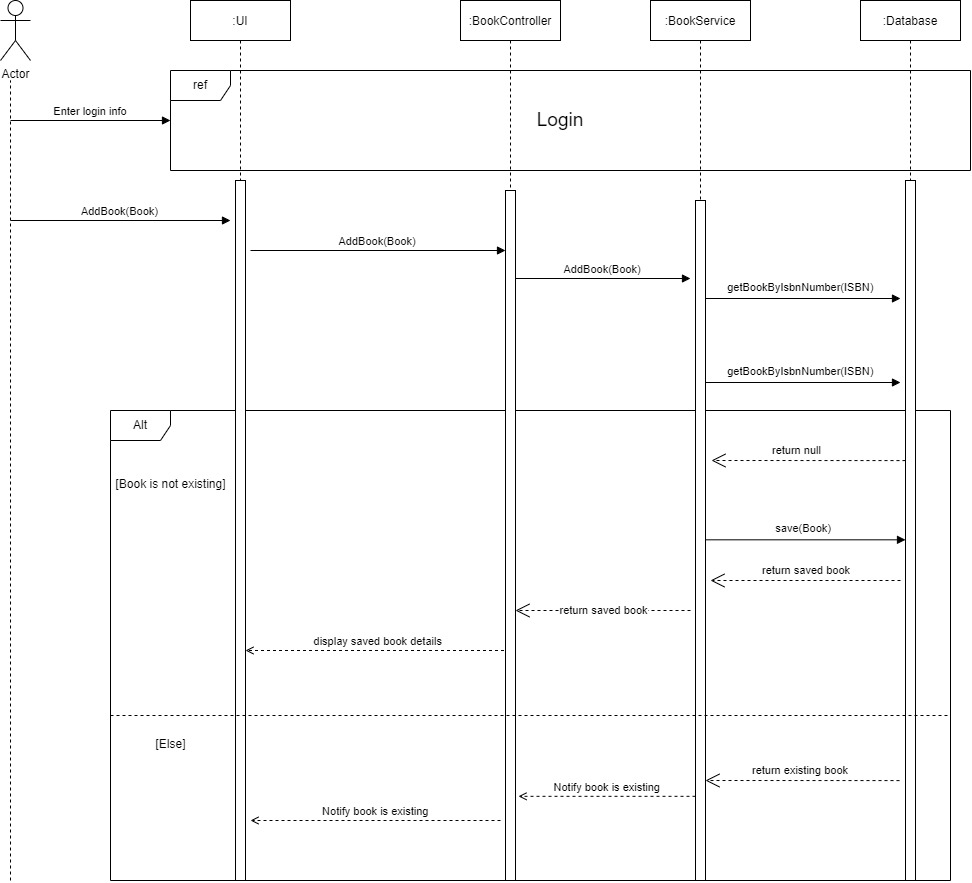 :UI
:BookController
:BookService
:Database
Actor
ref
Enter login info
Login
AddBook(Book)
AddBook(Book)
AddBook(Book)
getBookByIsbnNumber(ISBN)
getBookByIsbnNumber(ISBN)
Alt
return null
[Book is not existing]
save(Book)
return saved book
return saved book
display saved book details
[Else]
return existing book
Notify book is existing
Notify book is existing